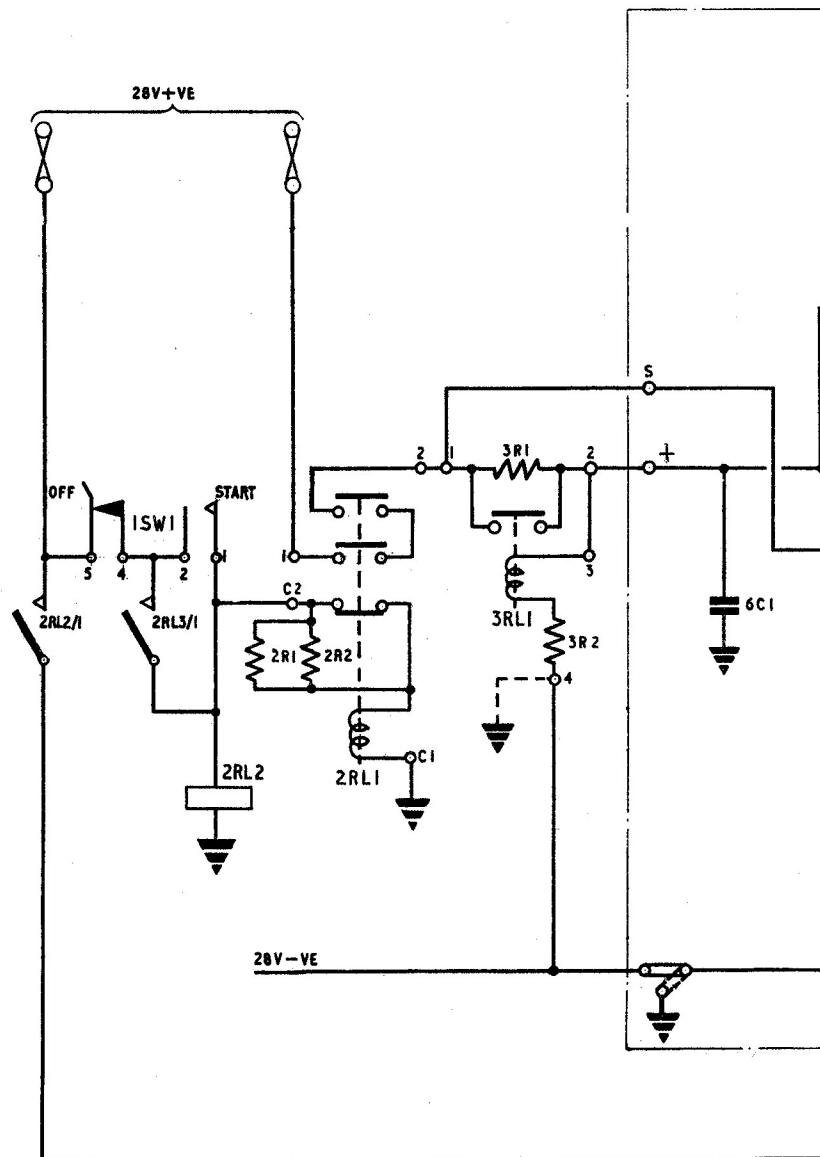 28V+VE
S
2 1 3R1 2 +
OFF 1SW1 START
5 4 2 1 1
3
C2
2RL2/1 2RL3/1
3RL1
6C1
2R1 2R2
3R2
4
2RL2 2RL1 C1
28V-VE